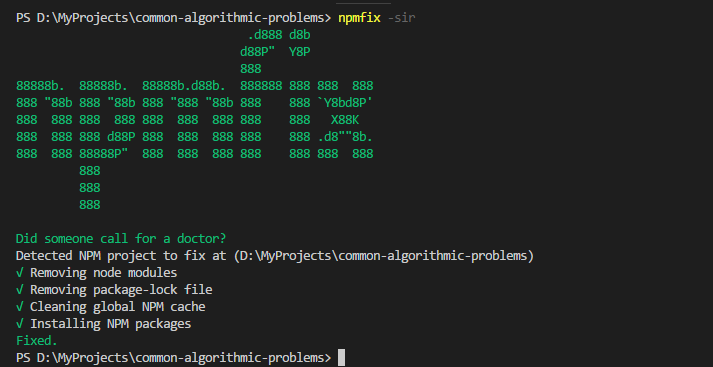 PS D:\MyProjects\common-algorithmic-problems> npmfix -sir
                                 .d888 d8b
                                d88P"  Y8P
                                888
88888b.  88888b.  88888b.d88b.  888888 888 888  888
888 "88b 888 "88b 888 "888 "88b 888    888 `Y8bd8P'
888  888 888  888 888  888  888 888    888   X88K
888  888 888 d88P 888  888  888 888    888 .d8""8b.
888  888 88888P"  888  888  888 888    888 888  888
         888
         888
         888
Did someone call for a doctor?
Detected NPM project to fix at (D:\MyProjects\common-algorithmic-problems)
√ Removing node modules
√ Removing package-lock file
√ Cleaning global NPM cache
√ Installing NPM packages
Fixed.
PS D:\MyProjects\common-algorithmic-problems>